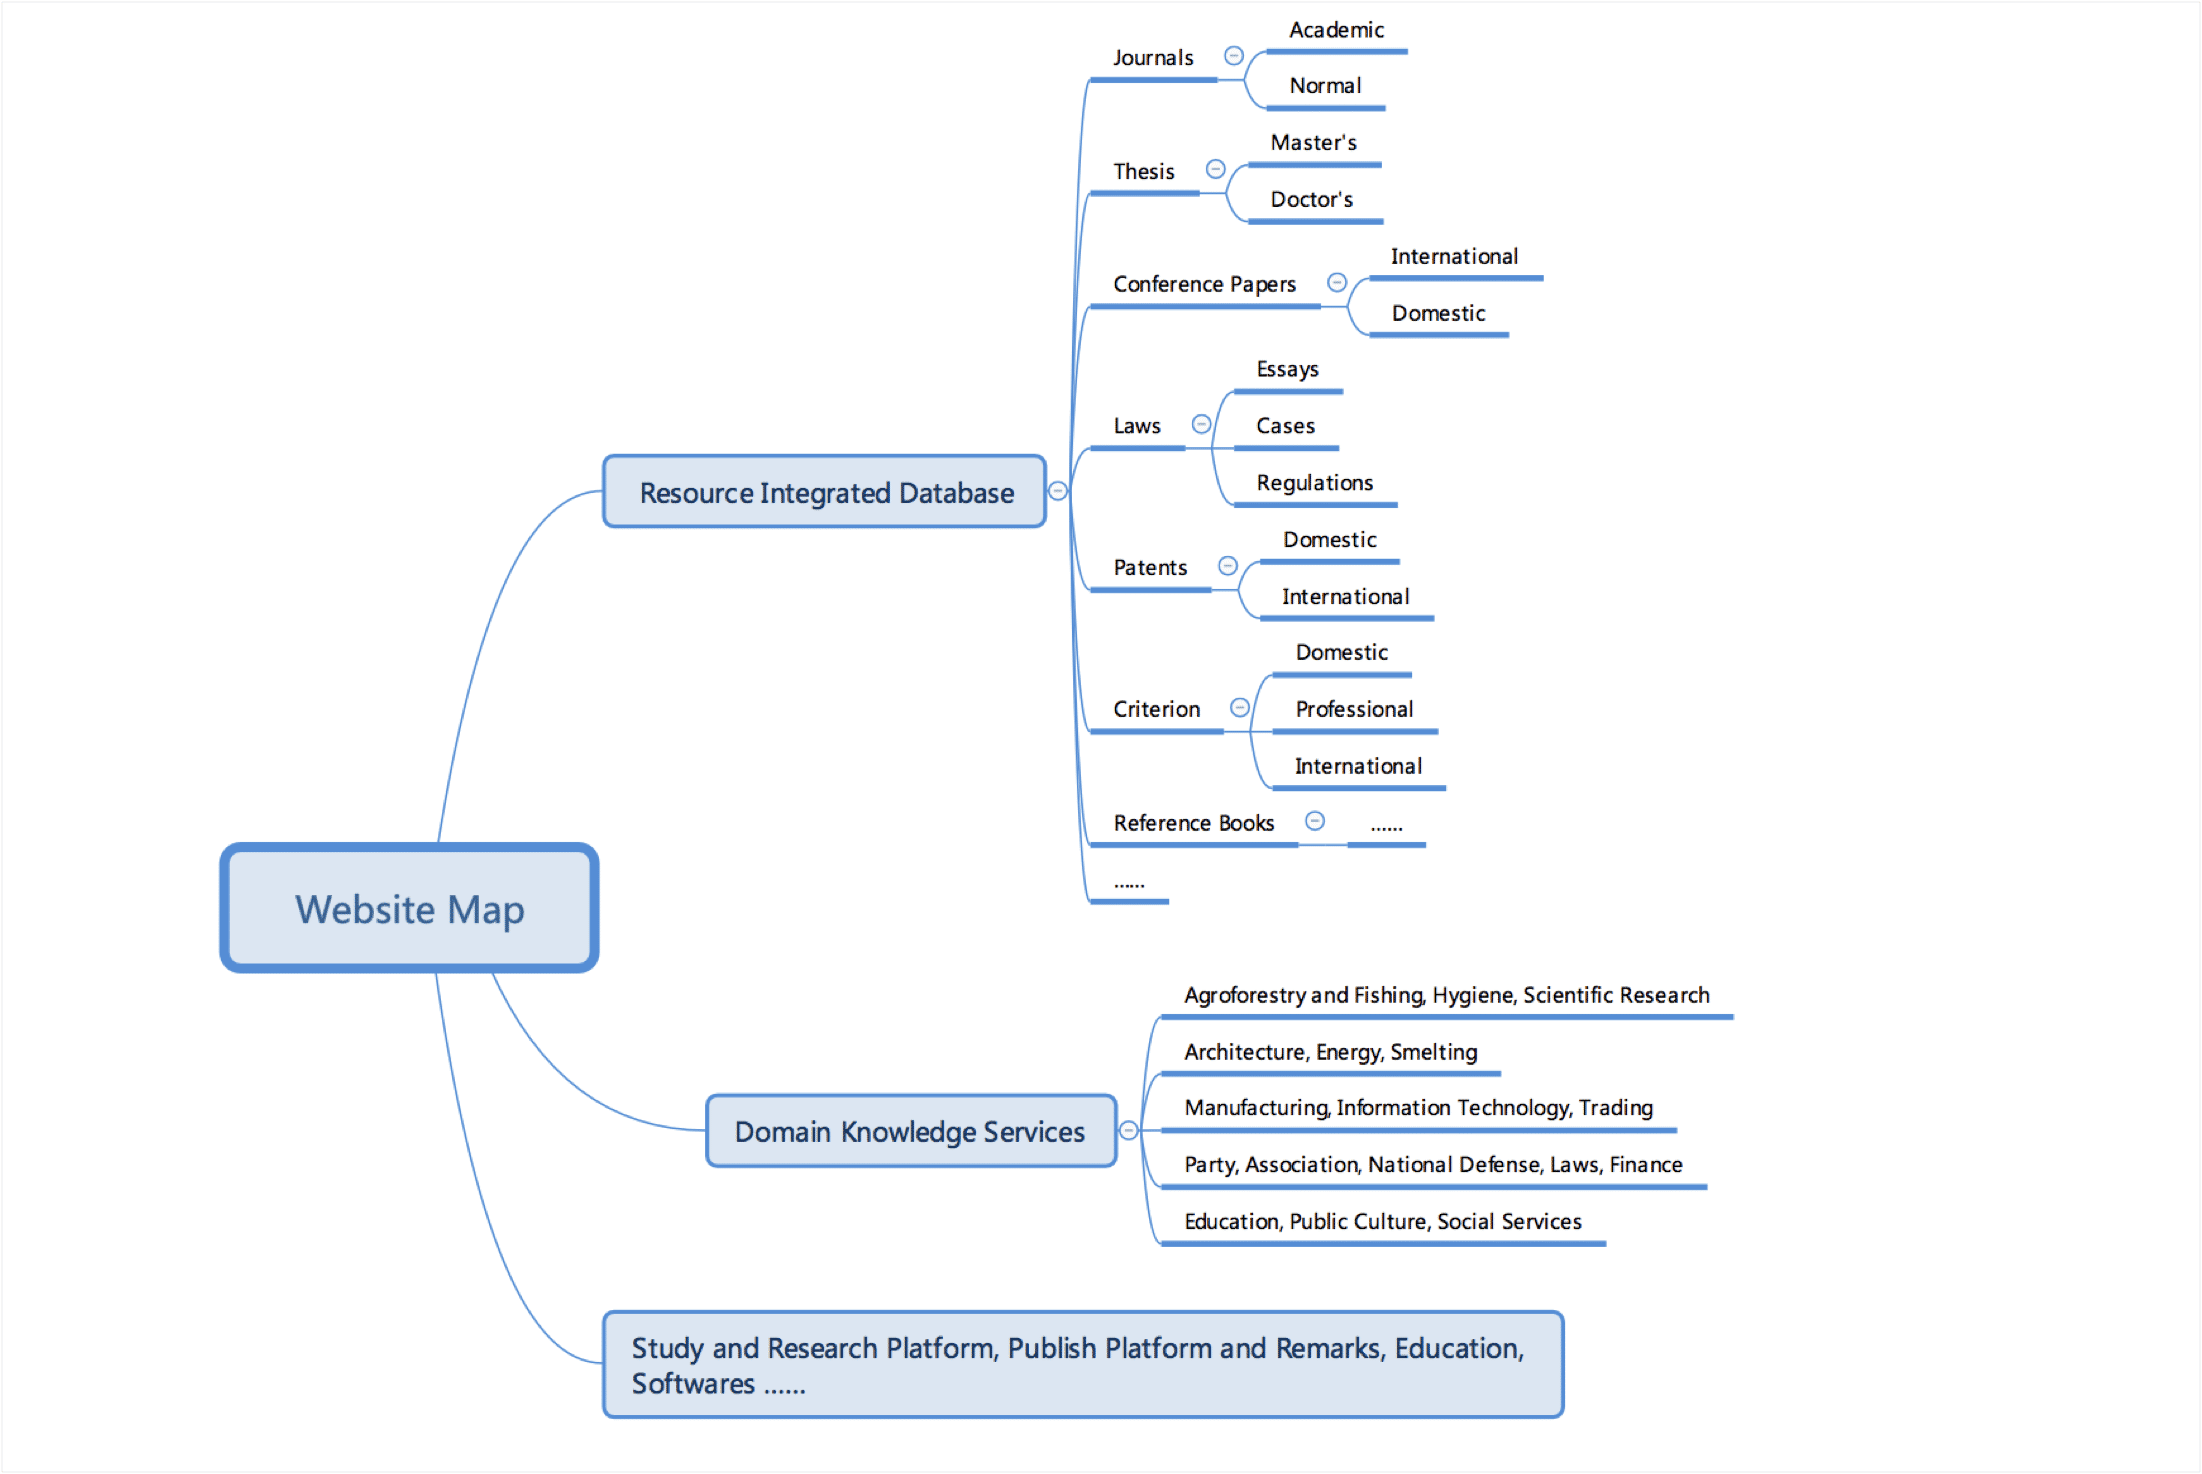 Academic
Journals
Normal
Master's
Thesis
Doctor's
International
Conference Papers
Domestic
Essays
Laws
Cases
Regulations
Resource Integrated Database
Domestic
Patents
International
Domestic
Criterion
Professional
International
Reference Books
......
......
Website Map
Agroforestry and Fishing, Hygiene, Scientific Research
Architecture, Energy, Smelting
Manufacturing, Information Technology, Trading
Domain Knowledge Services
Party, Association, National Defense, Laws, Finance
Education, Public Culture, Social Services
Study and Research Platform, Publish Platform and Remarks, Education,
Softwares ......